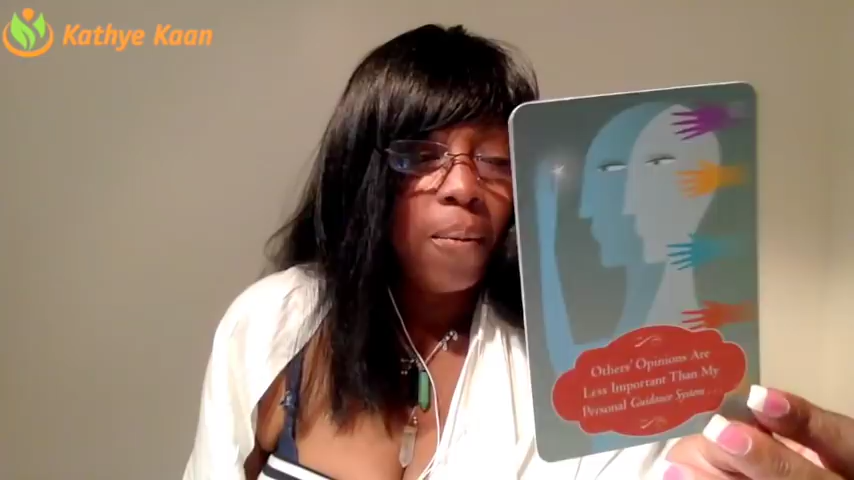 Kathye Kaan
Others' Opinions Are
Less Important Than My
Personal Guidance System . . .